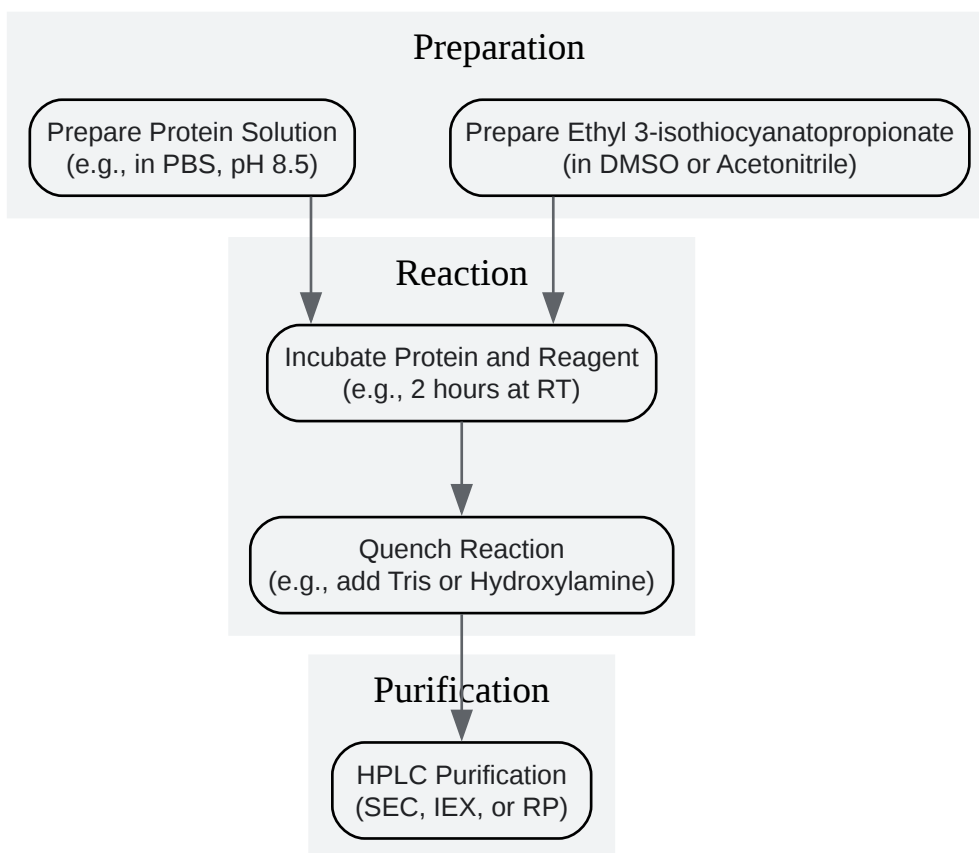 Preparation
Prepare Protein Solution
(e.g., in PBS, pH 8.5)
Prepare Ethyl 3-isothiocyanatopropionate
(in DMSO or Acetonitrile)
Reaction
Incubate Protein and Reagent
(e.g., 2 hours at RT)
Quench Reaction
(e.g., add Tris or Hydroxylamine)
Purification
HPLC Purification
(SEC, IEX, or RP)